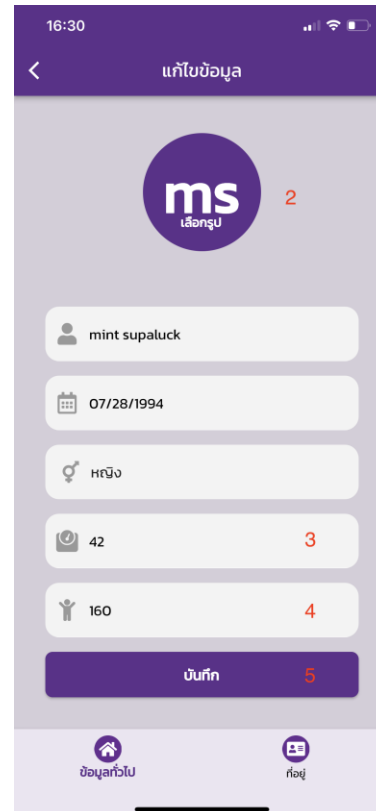 16:30
แก้ไขข้อมูล
ms
เลือกรูป
2
mint supaluck
07/28/1994
หญิง
42
3
160
4
บันทึก
5
ข้อมูลทั่วไป
ที่อยู่